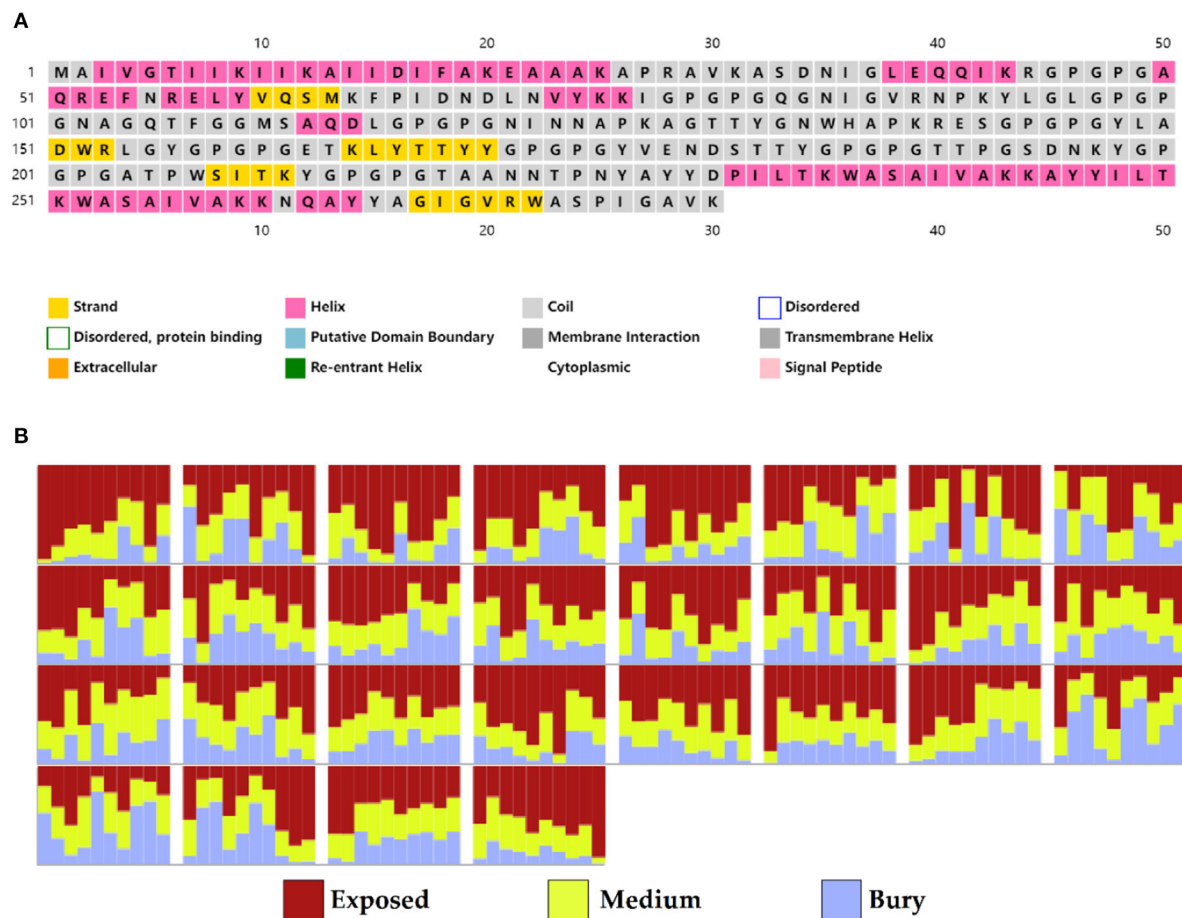 A
10 20 30 40 50
1 M A I V G T I I K I I K A I I D I F A K E A A A K A P R A V K A S D N I G L E Q Q I K R G P G P G A
51 Q R E F N R E L Y V Q S M K F P I D N D L N V Y K K I G P G P G Q G N I G V R N P K Y L G L G P G P
101 G N A G Q T F G G M S A Q D L G P G P G N I N N A P K A G T T Y G N W H A P K R E S G P G P G Y L A
151 D W R L G Y G P G P G E T K L Y T T Y Y G P G P G Y V E N D S T T Y G P G P G T T P G S D N K Y G P
201 G P G A T P W S I T K Y G P G P G T A A N N T P N Y A Y Y D P I L T K W A S A I V A K K A Y Y I L T
251 K W A S A I V A K K N Q A Y Y A G I G V R W A S P I G A V K
10 20 30 40 50
Strand Helix Coil Disordered
Disordered, protein binding Putative Domain Boundary Membrane Interaction Transmembrane Helix
Extracellular Re-entrant Helix Cytoplasmic Signal Peptide
B
Exposed Medium Bury